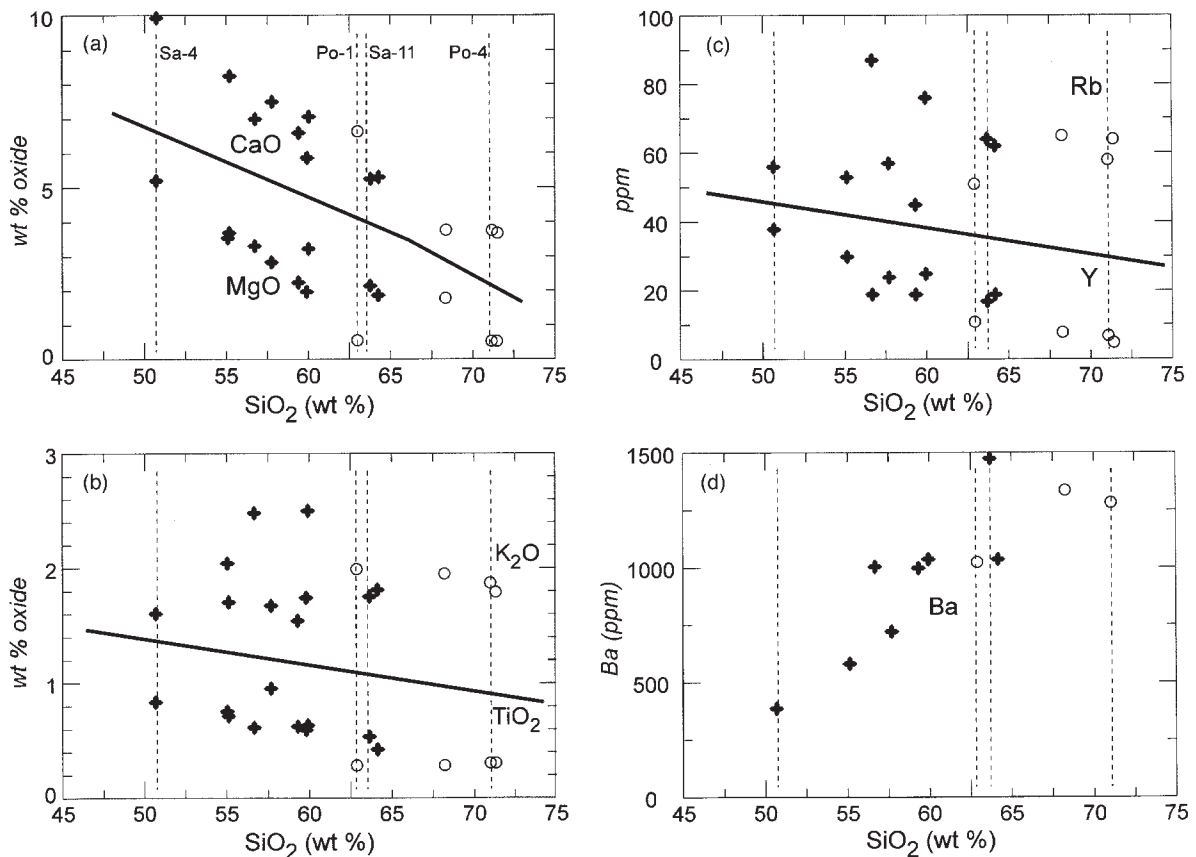 (a)
wt % oxide
10
5
0
Sa-4
Po-1
Sa-11
Po-4
CaO
MgO
45 50 55 60 65 70 75
SiO2 (wt %)
(c)
ppm
100
80
60
40
20
0
Rb
Y
45 50 55 60 65 70 75
SiO2 (wt %)
(b)
wt % oxide
3
2
1
0
K2O
TiO2
45 50 55 60 65 70 75
SiO2 (wt %)
(d)
Ba (ppm)
1500
1000
500
0
Ba
45 50 55 60 65 70 75
SiO2 (wt %)